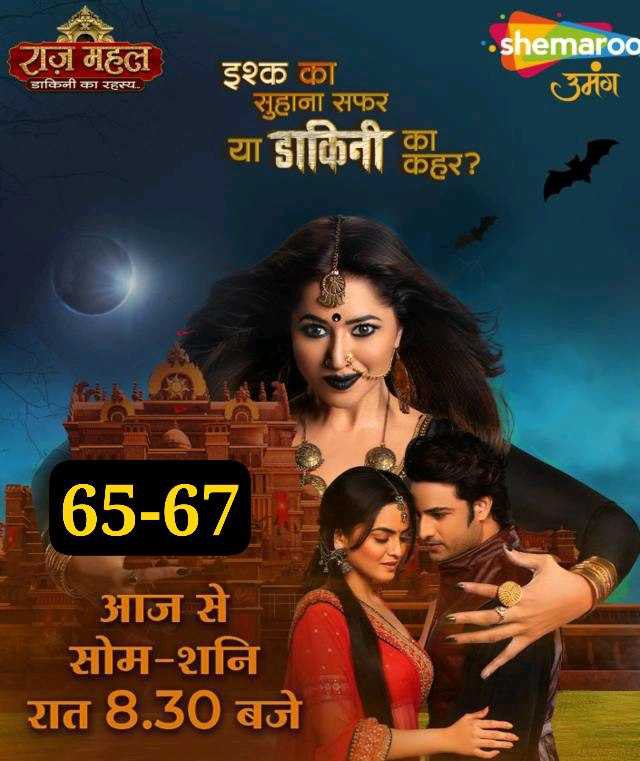 राज़ महल
डाकिनी का रहस्य..
shemaroo
उमंग
इश्क का
सुहाना सफर
या डाकिनी का
कहर?
65-67
आज से
सोम-शनि
रात 8.30 बजे